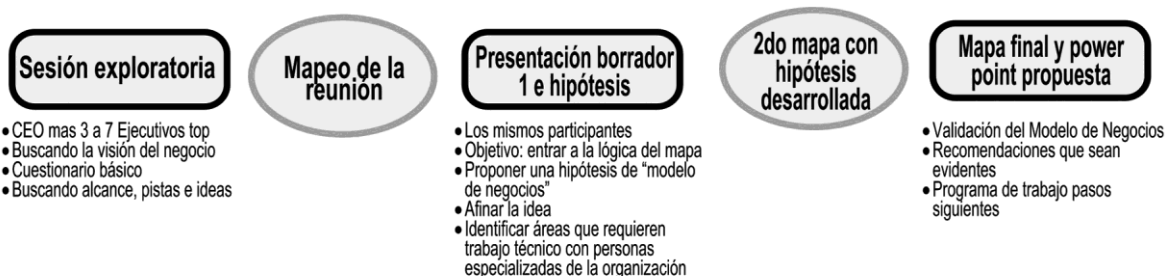 Sesión exploratoria
• CEO mas 3 a 7 Ejecutivos top
• Buscando la visión del negocio
• Cuestionario básico
• Buscando alcance, pistas e ideas
Mapeo de la
reunión
Presentación borrador
1 e hipótesis
• Los mismos participantes
• Objetivo: entrar a la lógica del mapa
• Proponer una hipótesis de “modelo
de negocios”
• Afinar la idea
• Identificar áreas que requieren
trabajo técnico con personas
especializadas de la organización
2do mapa con
hipótesis
desarrollada
Mapa final y power
point propuesta
• Validación del Modelo de Negocios
• Recomendaciones que sean
evidentes
• Programa de trabajo pasos
siguientes